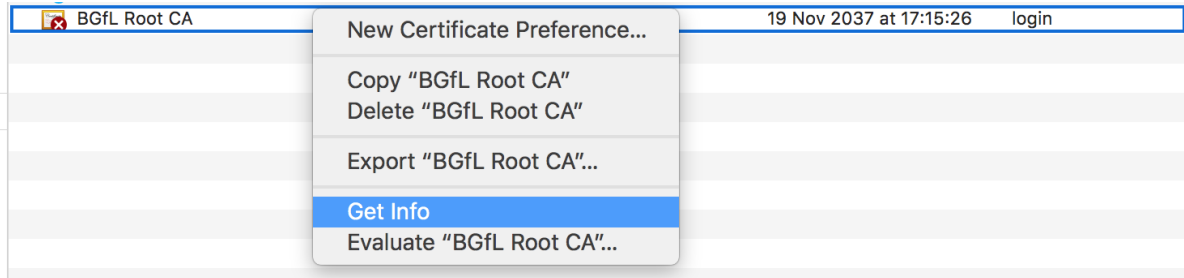 BGfL Root CA 19 Nov 2037 at 17:15:26 login
New Certificate Preference...
Copy “BGfL Root CA”
Delete “BGfL Root CA”
Export “BGfL Root CA”...
Get Info
Evaluate “BGfL Root CA”...